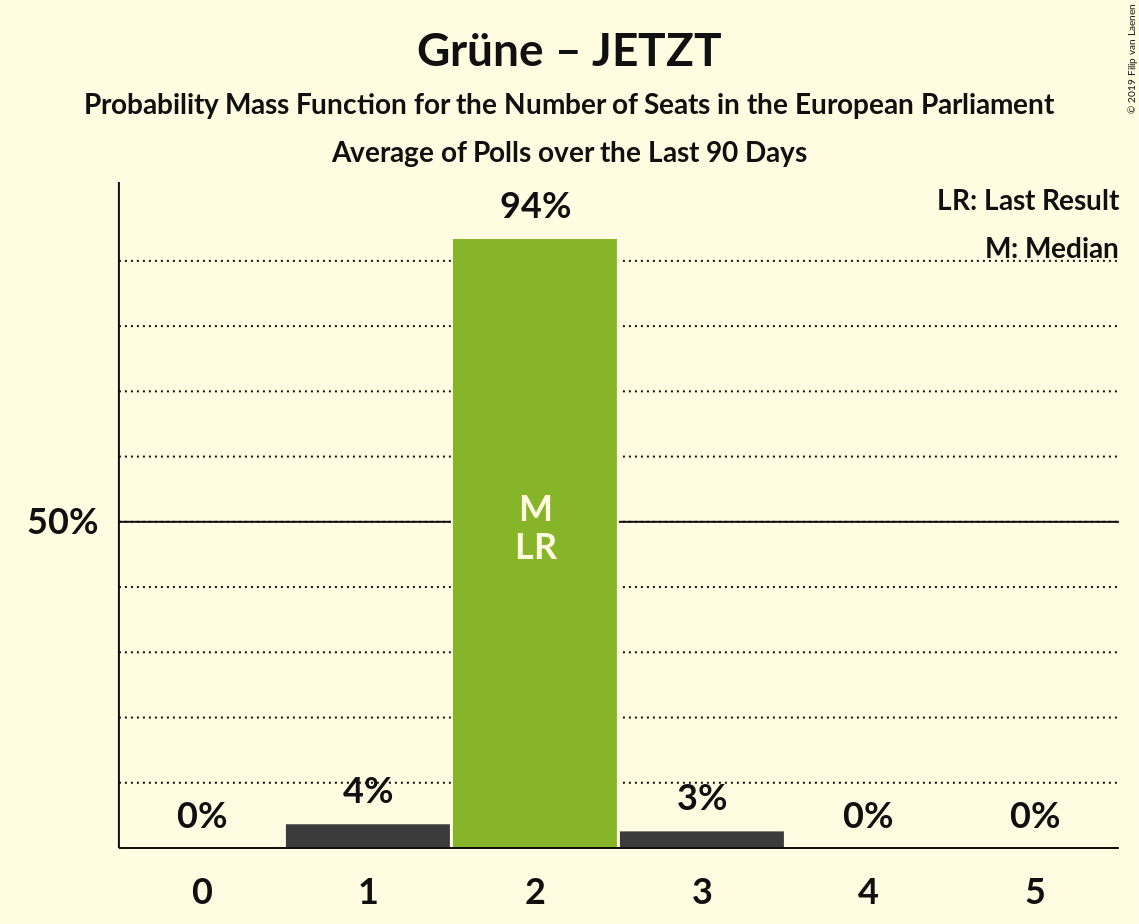 Grüne – JETZT
Probability Mass Function for the Number of Seats in the European Parliament
Average of Polls over the Last 90 Days
© 2019 Filip van Laenen
LR: Last Result
M: Median
94%
50%
M
LR
0%
4%
3%
0%
0%
0
1
2
3
4
5